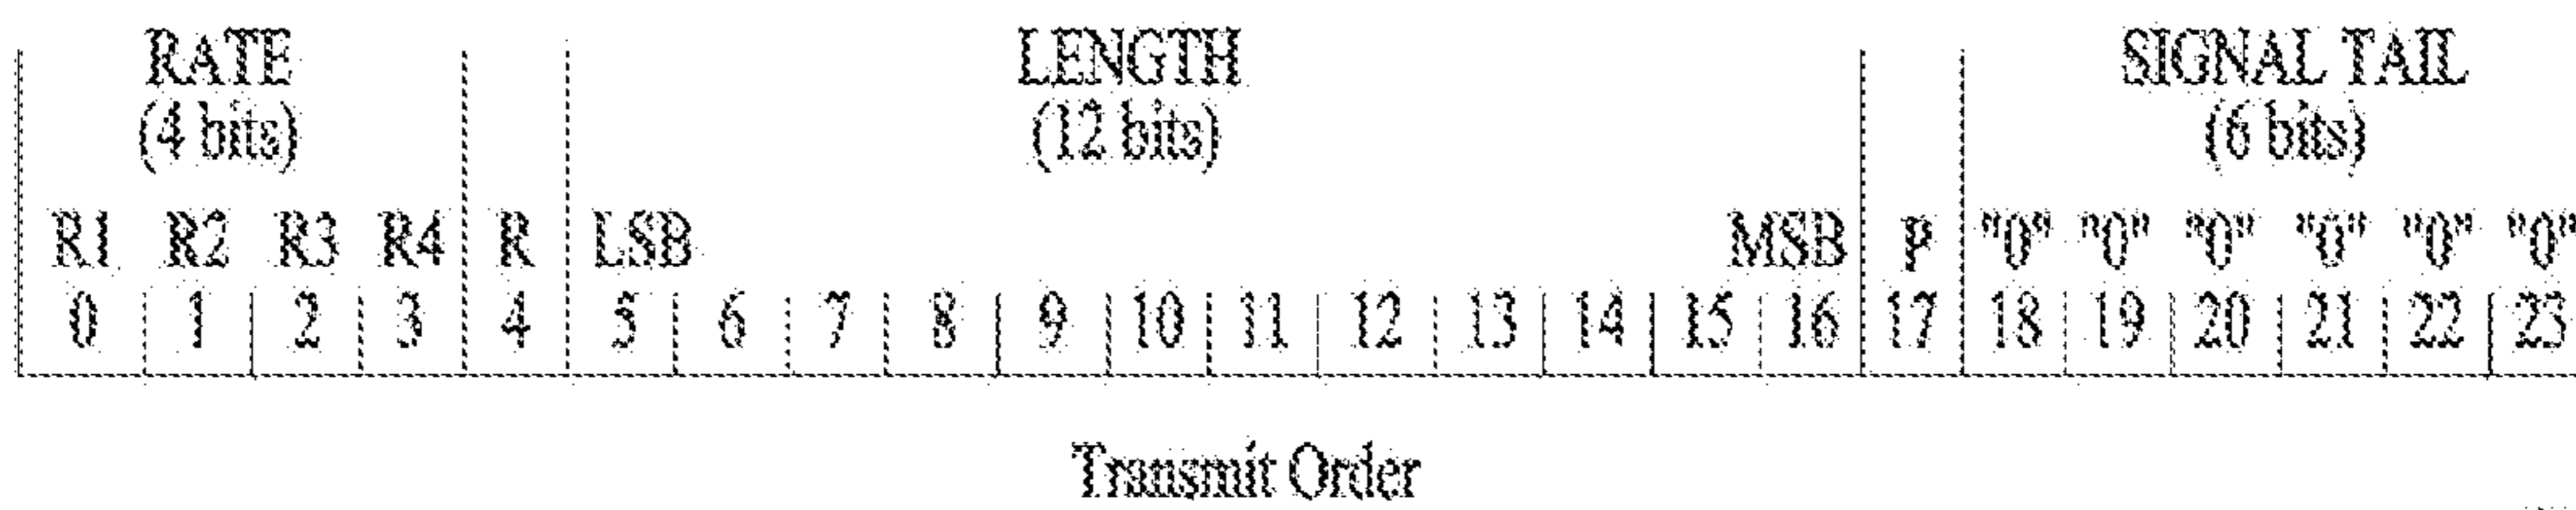 RATE LENGTH SIGNAL TAIL
(4 bits) (12 bits) (6 bits)
R1 R2 R3 R4 R LSB MSB P "0" "0" "0" "0" "0" "0"
0 1 2 3 4 5 6 7 8 9 10 11 12 13 14 15 16 17 18 19 20 21 22 23
Transmit Order